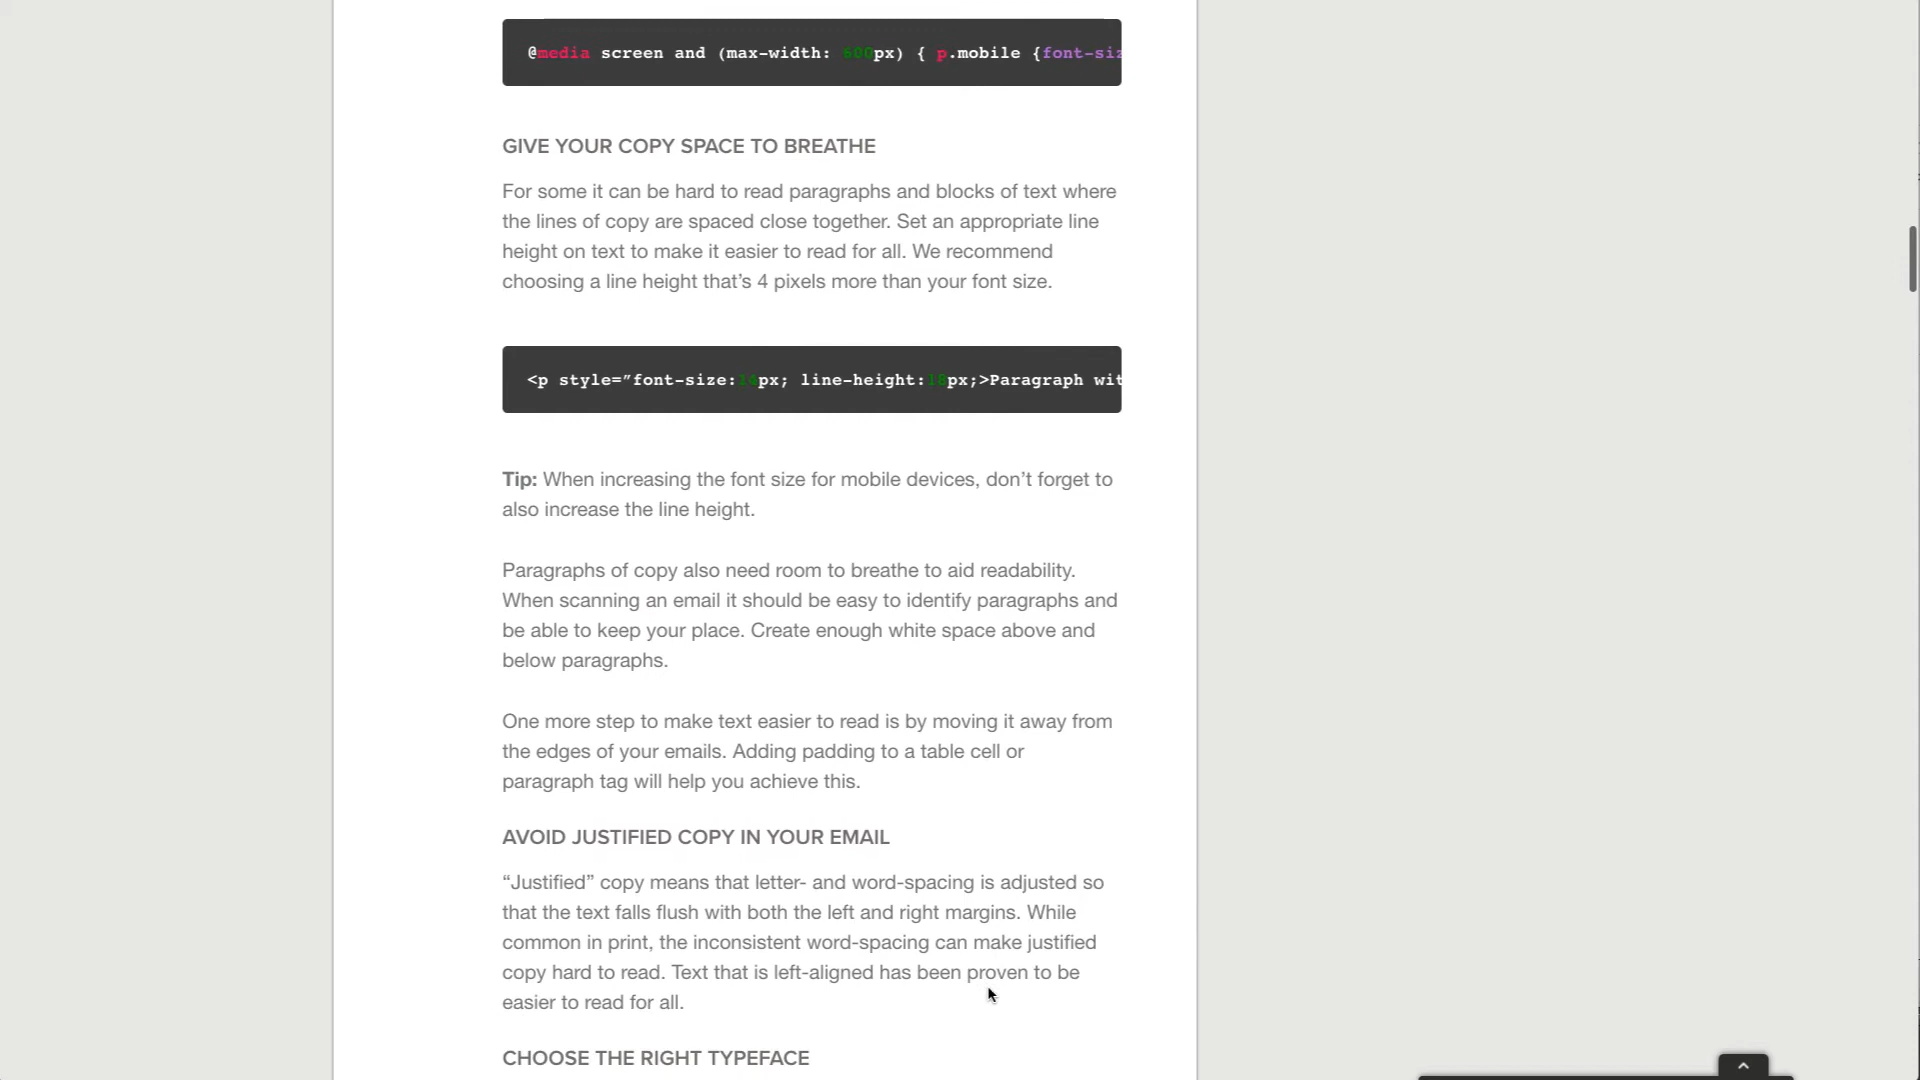 @media screen and (max-width: 600px) { p.mobile {font-siz
GIVE YOUR COPY SPACE TO BREATHE
For some it can be hard to read paragraphs and blocks of text where
the lines of copy are spaced close together. Set an appropriate line
height on text to make it easier to read for all. We recommend
choosing a line height that’s 4 pixels more than your font size.
<p style=”font-size:14px; line-height:18px;>Paragraph wit
Tip: When increasing the font size for mobile devices, don’t forget to
also increase the line height.
Paragraphs of copy also need room to breathe to aid readability.
When scanning an email it should be easy to identify paragraphs and
be able to keep your place. Create enough white space above and
below paragraphs.
One more step to make text easier to read is by moving it away from
the edges of your emails. Adding padding to a table cell or
paragraph tag will help you achieve this.
AVOID JUSTIFIED COPY IN YOUR EMAIL
“Justified” copy means that letter- and word-spacing is adjusted so
that the text falls flush with both the left and right margins. While
common in print, the inconsistent word-spacing can make justified
copy hard to read. Text that is left-aligned has been proven to be
easier to read for all.
CHOOSE THE RIGHT TYPEFACE